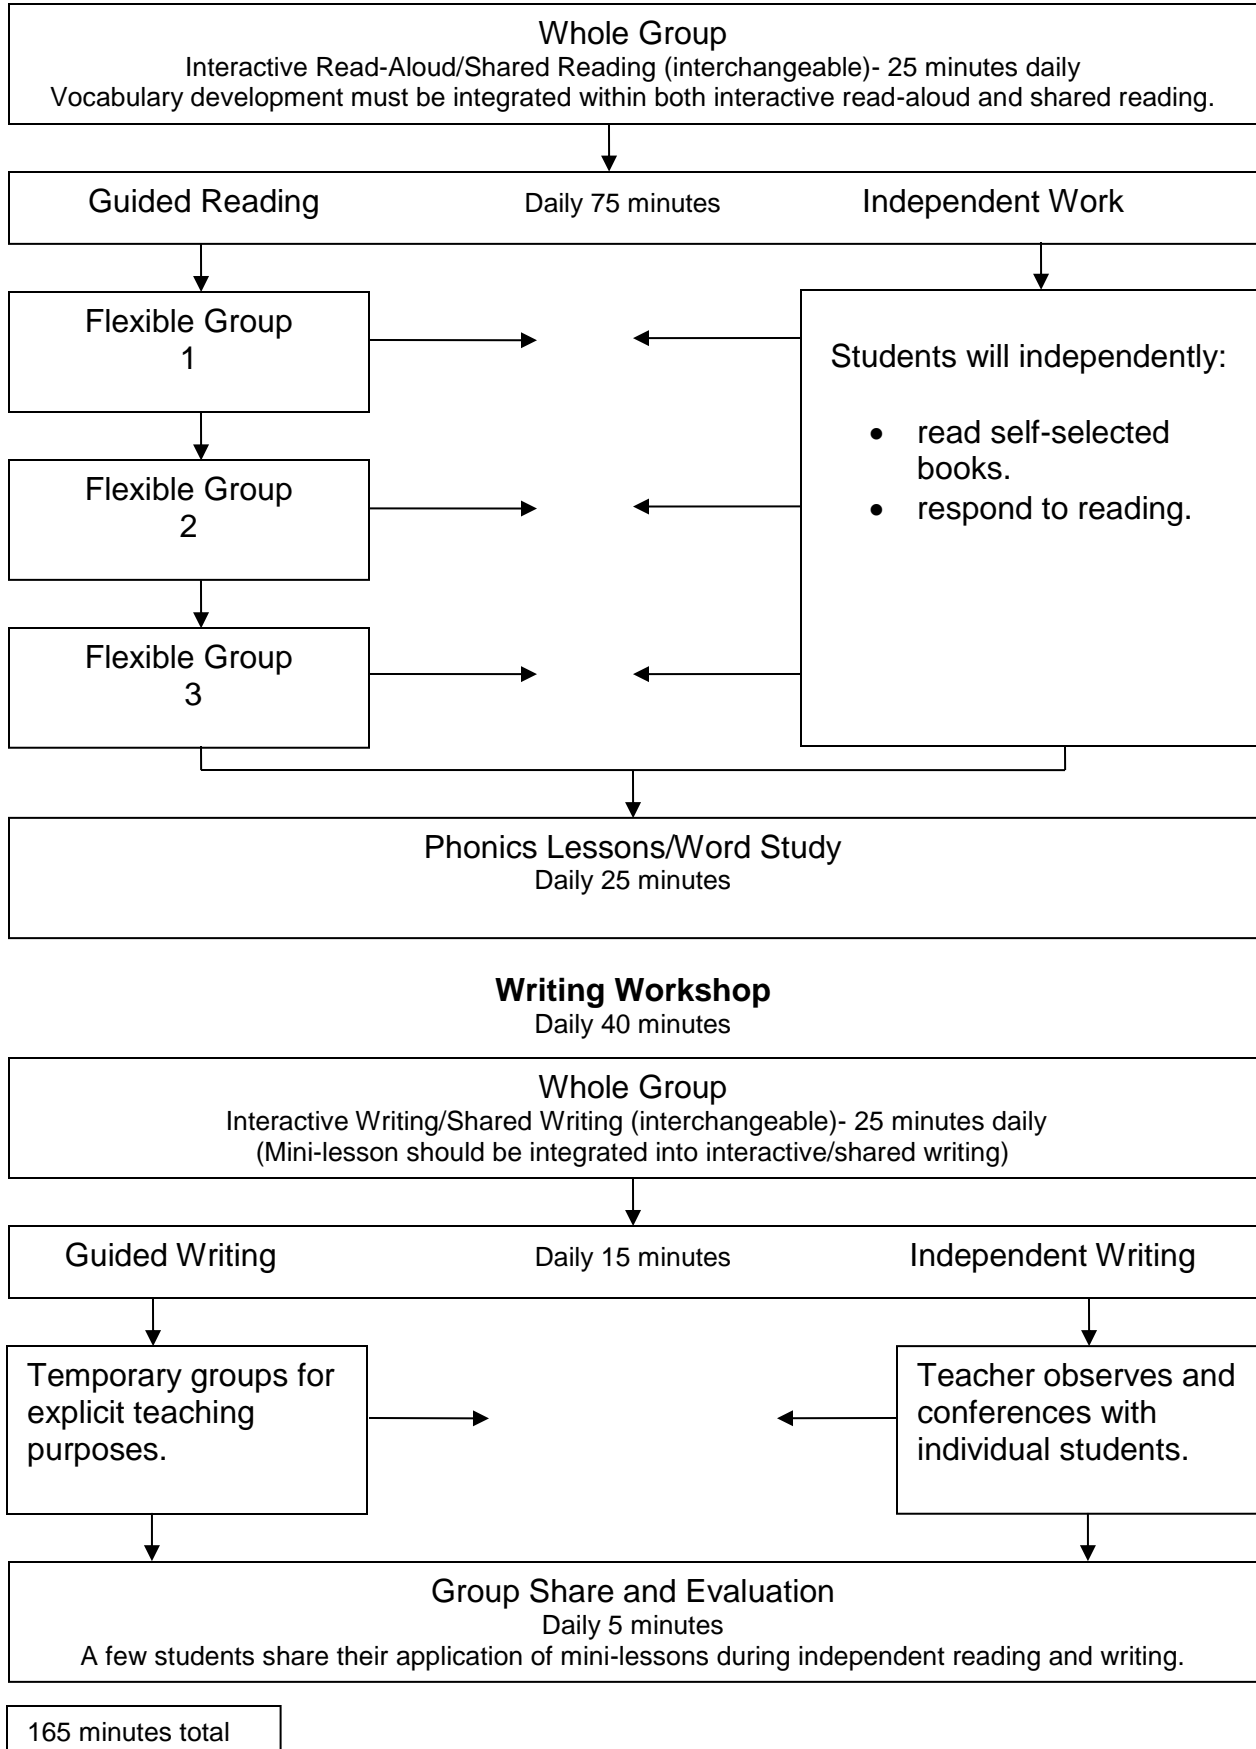 Whole Group
Interactive Read-Aloud/Shared Reading (interchangeable)- 25 minutes daily
Vocabulary development must be integrated within both interactive read-aloud and shared reading.
Guided Reading Daily 75 minutes Independent Work
Flexible Group
1
Students will independently:
• read self-selected
books.
• respond to reading.
Flexible Group
2
Flexible Group
3
Phonics Lessons/Word Study
Daily 25 minutes
Writing Workshop
Daily 40 minutes
Whole Group
Interactive Writing/Shared Writing (interchangeable)- 25 minutes daily
(Mini-lesson should be integrated into interactive/shared writing)
Guided Writing Daily 15 minutes Independent Writing
Temporary groups for
explicit teaching
purposes.
Teacher observes and
conferences with
individual students.
Group Share and Evaluation
Daily 5 minutes
A few students share their application of mini-lessons during independent reading and writing.
165 minutes total